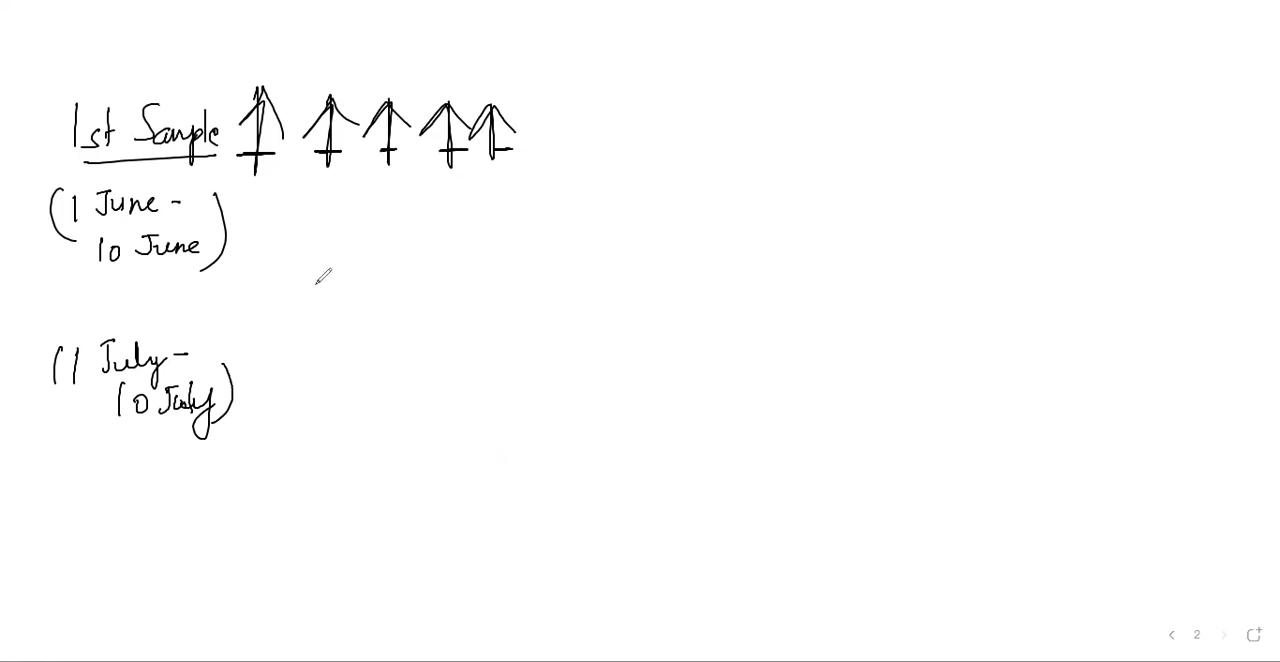 1st Sample
(1 June -
10 June)
(1 July -
10 July)
2